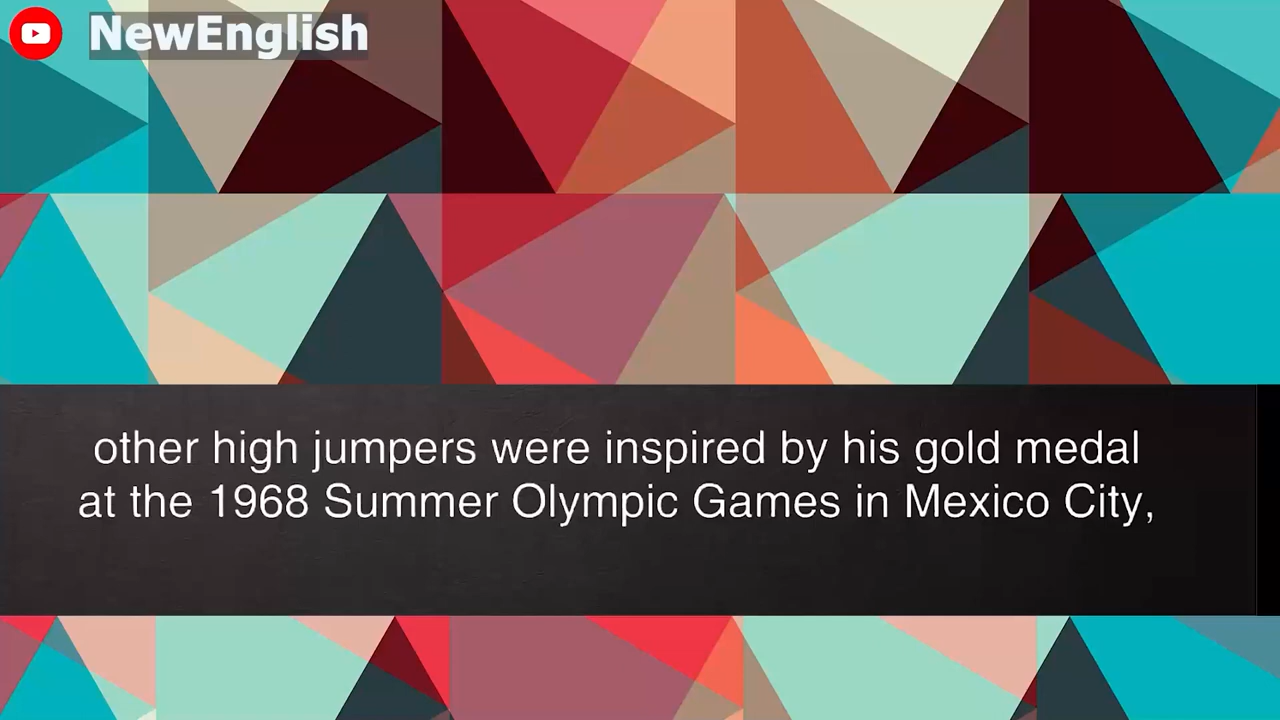 NewEnglish
other high jumpers were inspired by his gold medal
at the 1968 Summer Olympic Games in Mexico City,